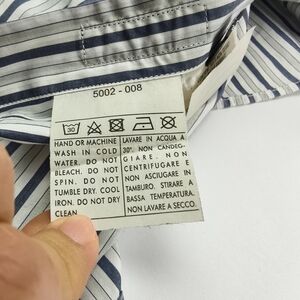 5002 - 008
30
HAND OR MACHINE
WASH IN COLD
WATER. DO NOT
BLEACH. DO NOT
SPIN. DO NOT
TUMBLE DRY. COOL
IRON. DO NOT DRY
CLEAN
LAVARE IN ACQUA A
30°. NON CANDEG-
GIARE. NON
CENTRIFUGARE E
NON ASCIUGARE IN
TAMBURO. STIRARE A
BASSA TEMPERATURA.
NON LAVARE A SECCO.